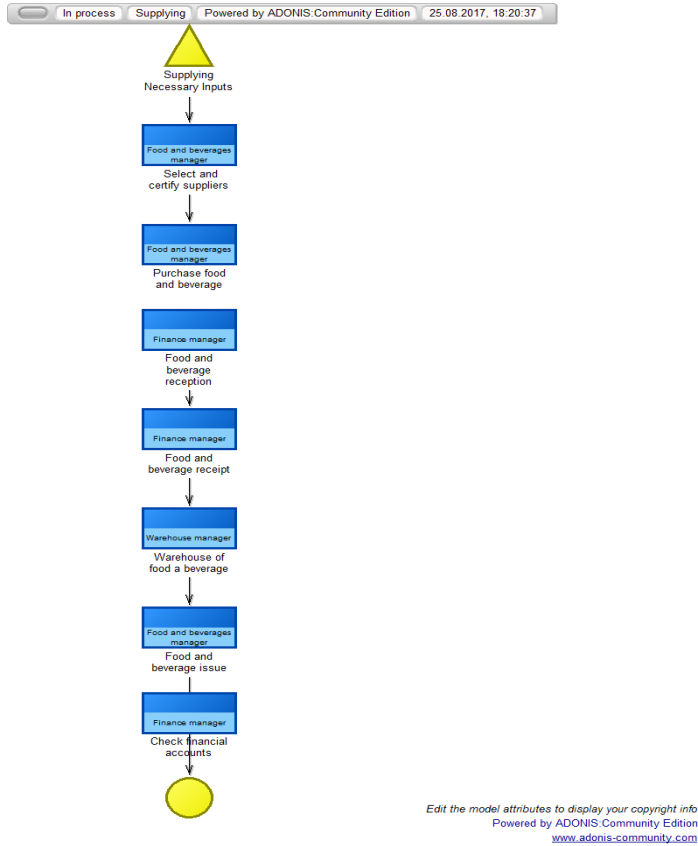 In process Supplying Powered by ADONIS:Community Edition 25.08.2017, 18:20:37
Supplying
Necessary Inputs
Food and beverages
manager
Select and
certify suppliers
Food and beverages
manager
Purchase food
and beverage
Finance manager
Food and
beverage
reception
Finance manager
Food and
beverage receipt
Warehouse manager
Warehouse of
food a beverage
Food and beverages
manager
Food and
beverage issue
Finance manager
Check financial
accounts
Edit the model attributes to display your copyright info
Powered by ADONIS:Community Edition
www.adonis-community.com